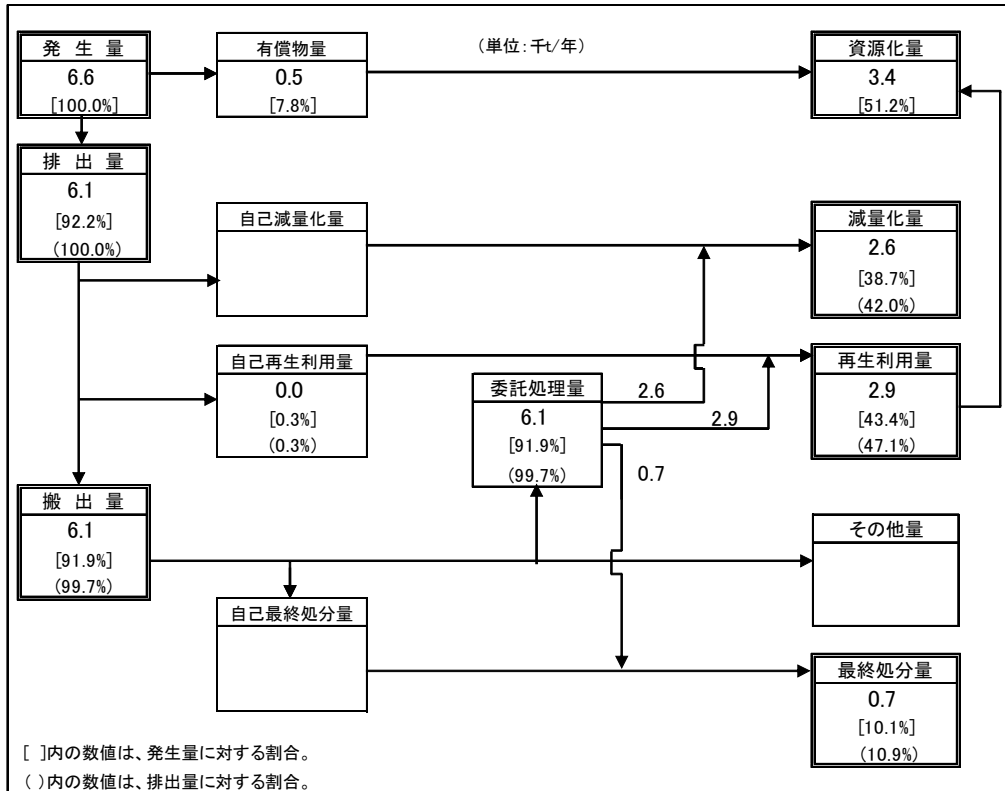 発 生 量
6.6
[100.0%]
有償物量
0.5
[7.8%]
(単位:千t/年)
資源化量
3.4
[51.2%]
排 出 量
6.1
[92.2%]
(100.0%)
自己減量化量
減量化量
2.6
[38.7%]
(42.0%)
自己再生利用量
0.0
[0.3%]
(0.3%)
委託処理量
6.1
[91.9%]
(99.7%)
2.6
2.9
0.7
再生利用量
2.9
[43.4%]
(47.1%)
搬 出 量
6.1
[91.9%]
(99.7%)
その他量
自己最終処分量
最終処分量
0.7
[10.1%]
(10.9%)
[ ]内の数値は、発生量に対する割合。
( )内の数値は、排出量に対する割合。